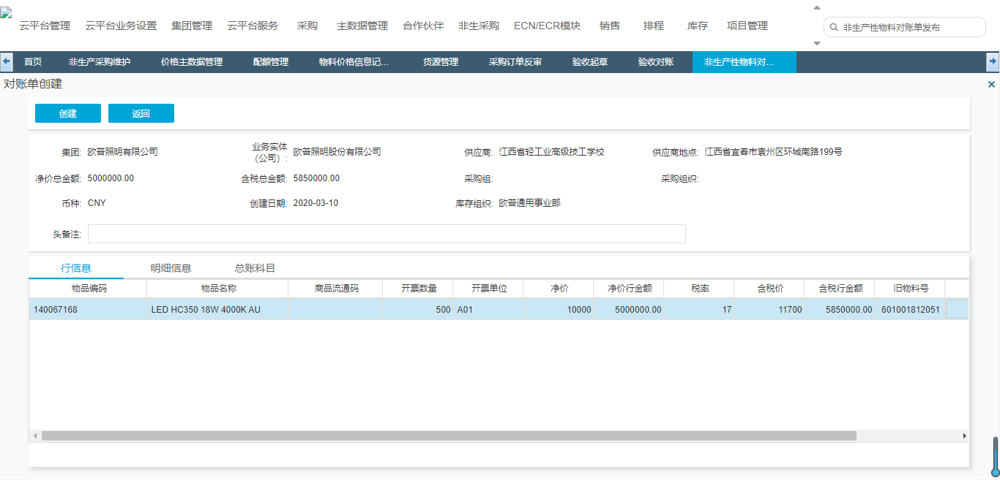 云平台管理 云平台业务设置 集团管理 云平台服务 采购 主数据管理 合作伙伴 非生采购 ECN/ECR模块 销售 排程 库存 项目管理 非生产性物料对账单发布
首页 非生产采购维护 价格主数据管理 配额管理 物料价格信息记... 货源管理 采购订单反审 验收起草 验收对账 非生产性物料对...
对账单创建
创建 返回
集团: 欧普照明有限公司 业务实体（公司）: 欧普照明股份有限公司 供应商: 江西省轻工业高级技工学校 供应商地点: 江西省宜春市袁州区环城南路199号
净价总金额: 5000000.00 含税总金额: 5850000.00 采购组: 采购组织:
币种: CNY 创建日期: 2020-03-10 库存组织: 欧普通用事业部
头备注:
行信息 明细信息 总账科目
物品编码 物品名称 商品流通码 开票数量 开票单位 净价 净价行金额 税率 含税价 含税行金额 旧物料号
140067168 LED HC350 18W 4000K AU 500 A01 10000 5000000.00 17 11700 5850000.00 601001812051